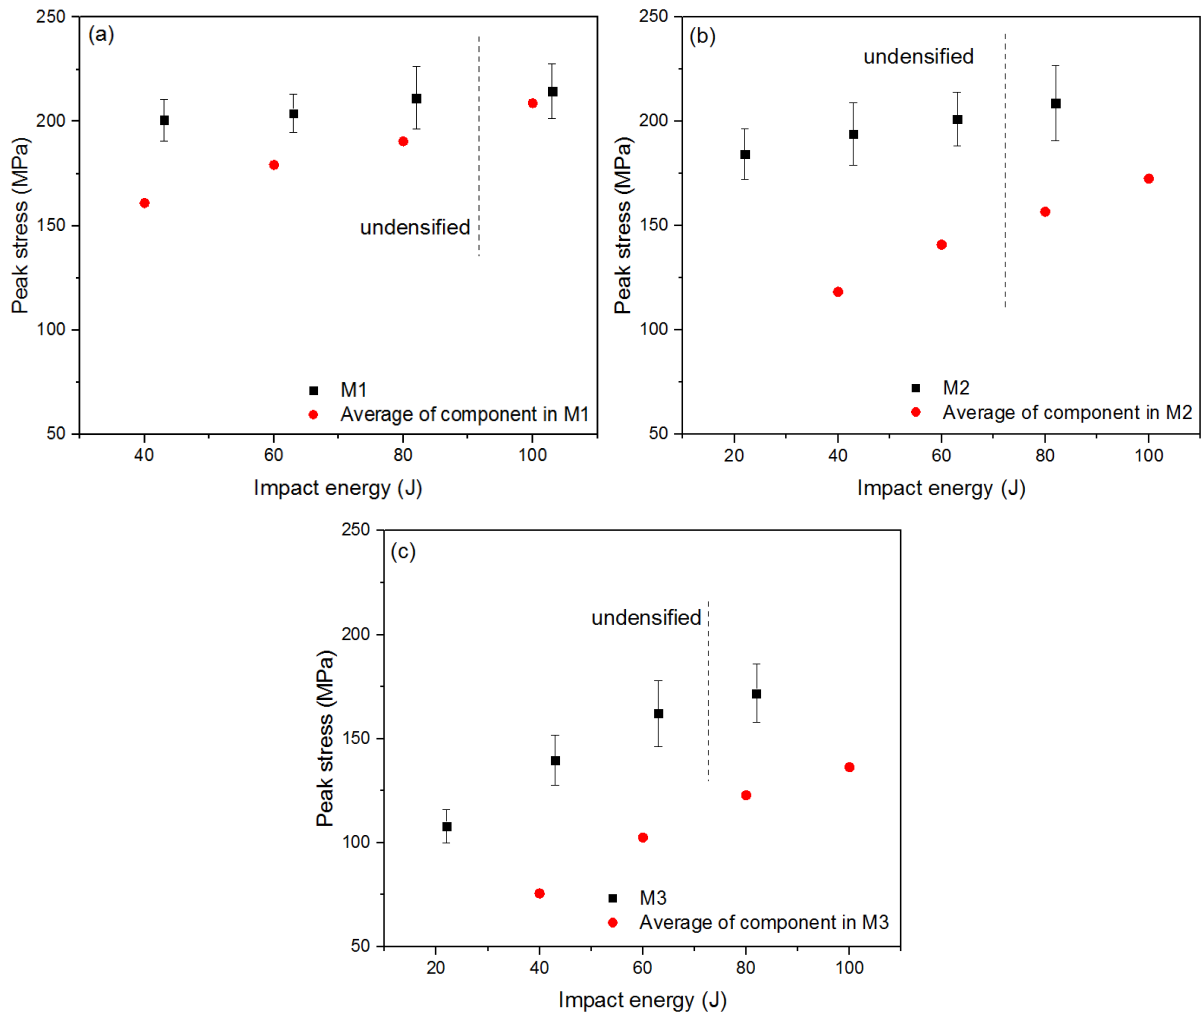 (a)
250
200
150
100
50
Peak stress (MPa)
undensified
M1
Average of component in M1
40
60
80
100
Impact energy (J)
(b)
250
200
150
100
50
Peak stress (MPa)
undensified
M2
Average of component in M2
20
40
60
80
100
Impact energy (J)
(c)
250
200
150
100
50
Peak stress (MPa)
undensified
M3
Average of component in M3
20
40
60
80
100
Impact energy (J)